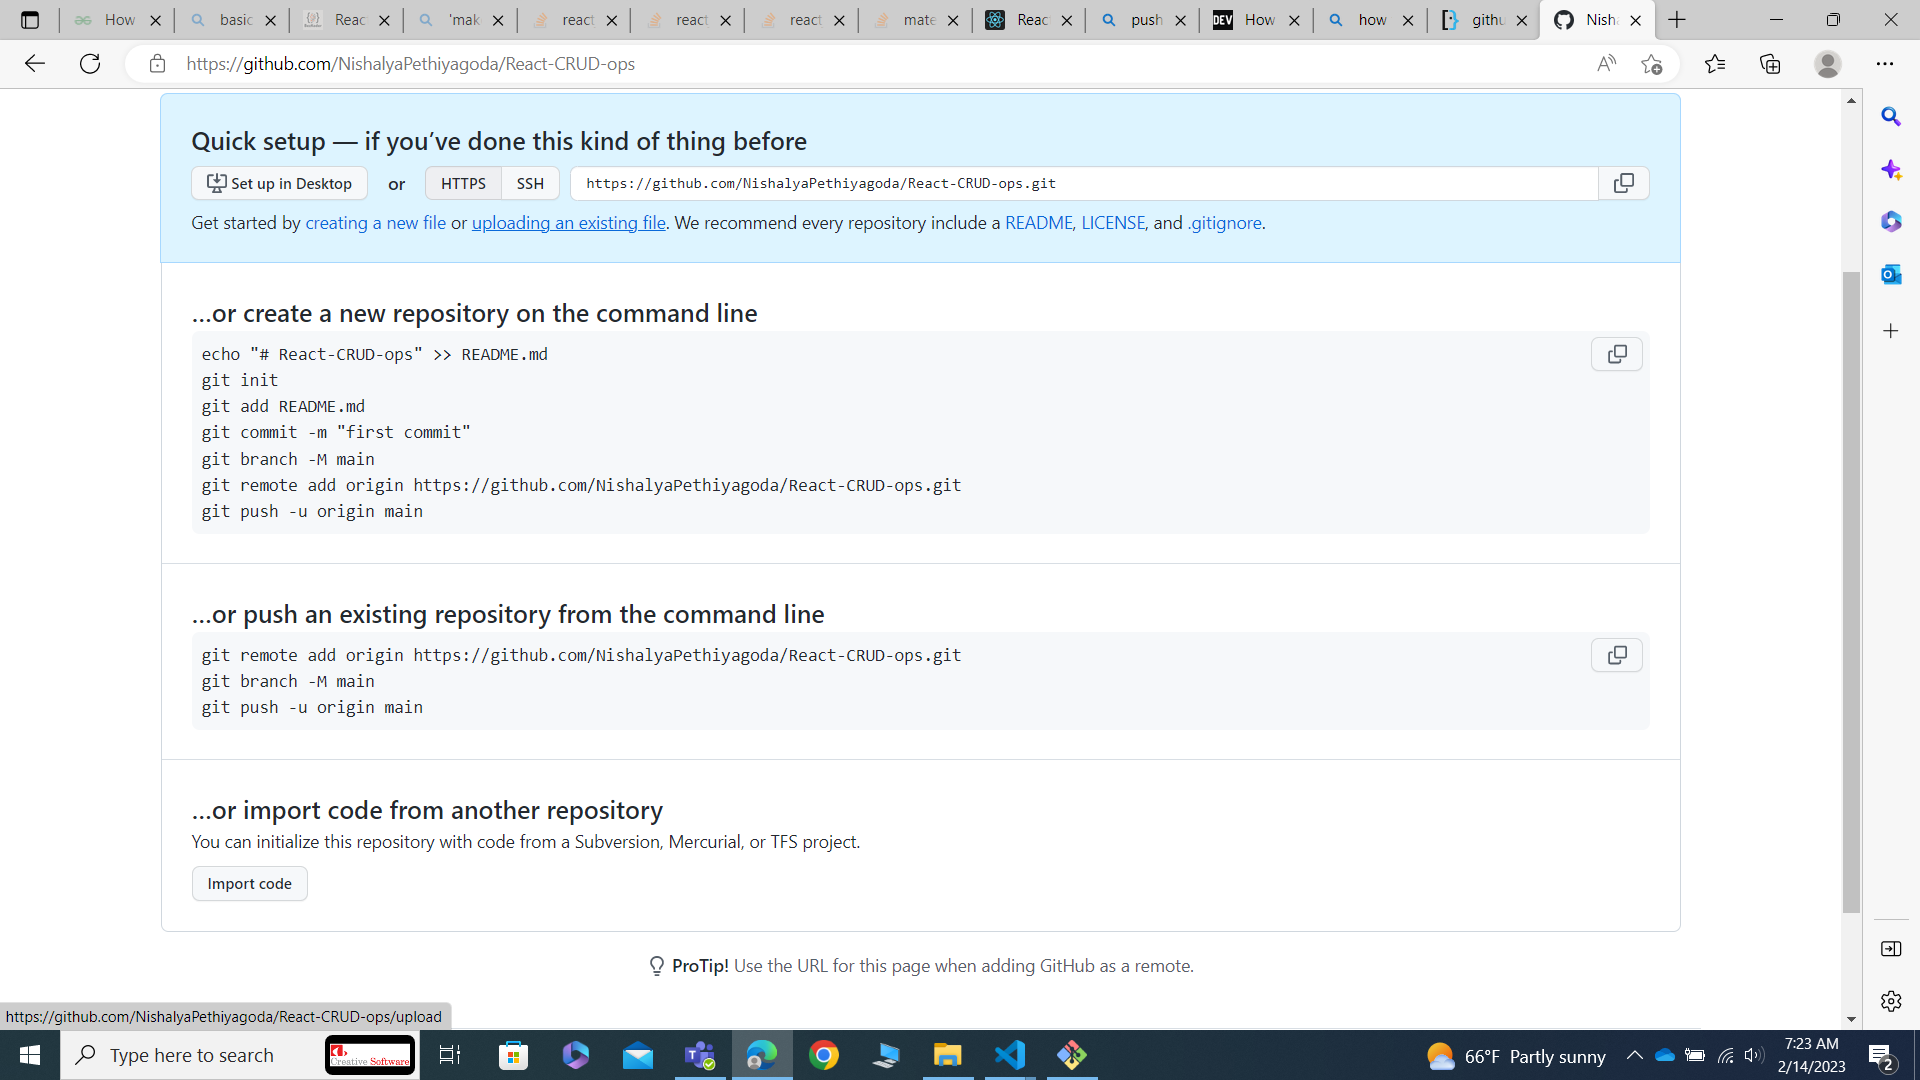 How
basic
Reac
'mak
react
react
react
mate
Reac
push
DEV
How
how
githu
Nisha
https://github.com/NishalyaPethiyagoda/React-CRUD-ops
Quick setup — if you've done this kind of thing before
Set up in Desktop or HTTPS SSH https://github.com/NishalyaPethiyagoda/React-CRUD-ops.git
Get started by creating a new file or uploading an existing file. We recommend every repository include a README, LICENSE, and .gitignore.
…or create a new repository on the command line
echo "# React-CRUD-ops" >> README.md
git init
git add README.md
git commit -m "first commit"
git branch -M main
git remote add origin https://github.com/NishalyaPethiyagoda/React-CRUD-ops.git
git push -u origin main
…or push an existing repository from the command line
git remote add origin https://github.com/NishalyaPethiyagoda/React-CRUD-ops.git
git branch -M main
git push -u origin main
…or import code from another repository
You can initialize this repository with code from a Subversion, Mercurial, or TFS project.
Import code
ProTip! Use the URL for this page when adding GitHub as a remote.
https://github.com/NishalyaPethiyagoda/React-CRUD-ops/upload
Type here to search
Creative Software
66°F Partly sunny
7:23 AM
2/14/2023
2